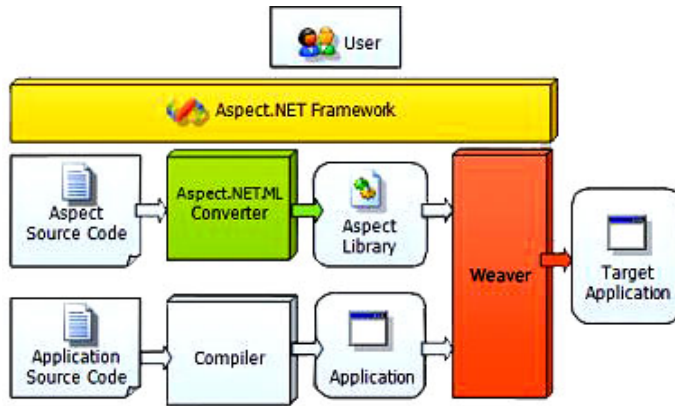 User
Aspect.NET Framework
Aspect
Source Code
Aspect.NET.ML
Converter
Aspect
Library
Weaver
Target
Application
Application
Source Code
Compiler
Application